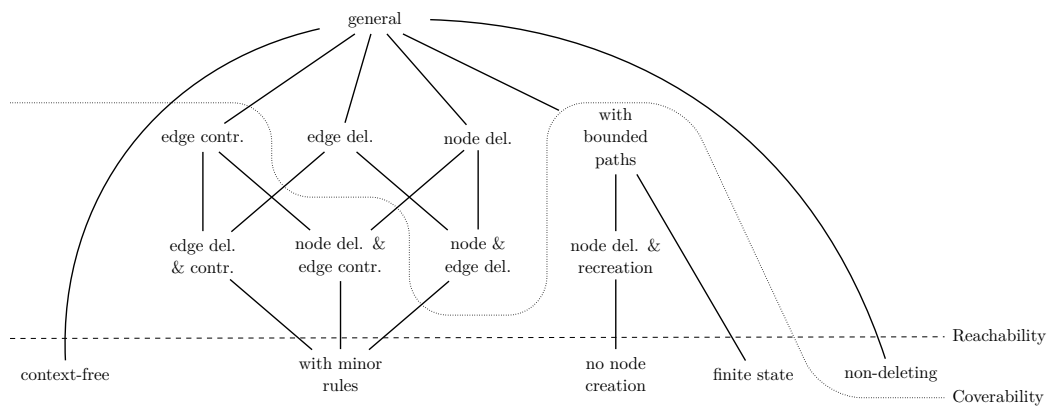 general
edge contr.
edge del.
node del.
with
bounded
paths
edge del.
& contr.
node del. &
edge contr.
node &
edge del.
node del. &
recreation
Reachability
context-free
with minor
rules
no node
creation
finite state
non-deleting
Coverability